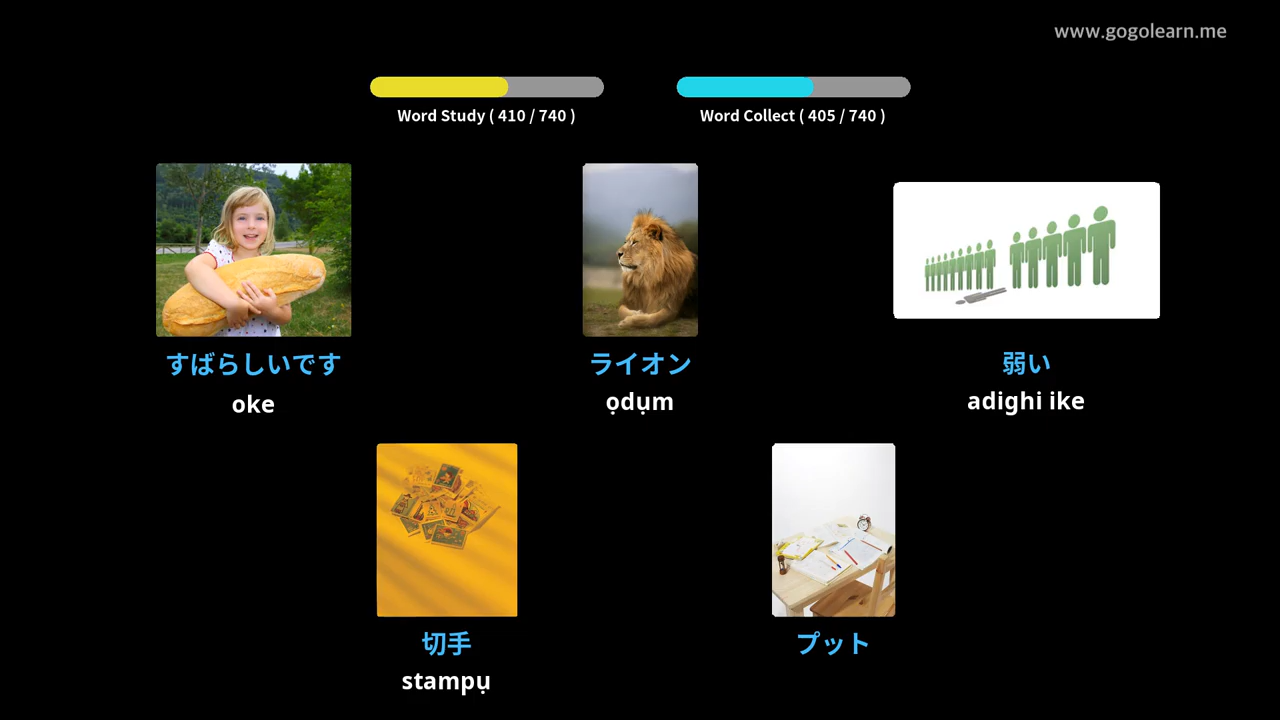 www.gogolearn.me
Word Study ( 410 / 740 )
Word Collect ( 405 / 740 )
すばらしいです
oke
ライオン
ọdụm
弱い
adighi ike
切手
stampụ
プット